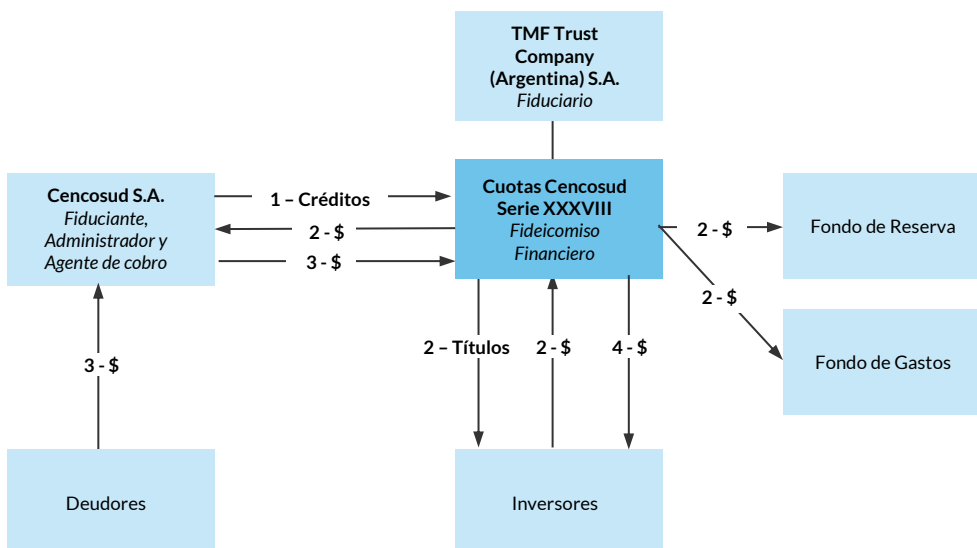 TMF Trust
Company
(Argentina) S.A.
Fiduciario
Cencosud S.A.
Fiduciante,
Administrador y
Agente de cobro
1 – Créditos
2 - $
3 - $
Cuotas Cencosud
Serie XXXVIII
Fideicomiso
Financiero
2 - $
Fondo de Reserva
2 - $
Fondo de Gastos
3 - $
2 – Títulos
2 - $
4 - $
Deudores
Inversores